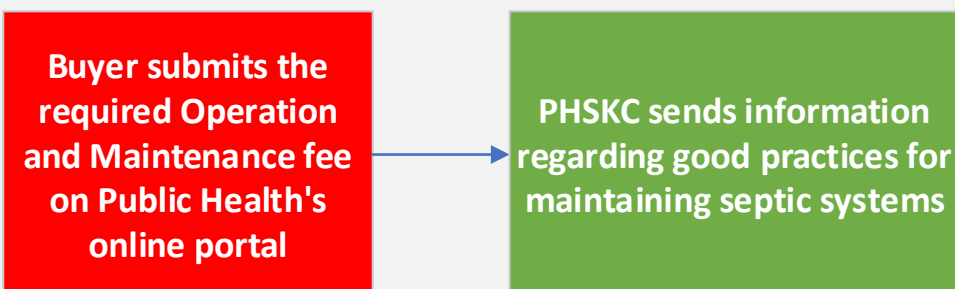 Buyer submits the
required Operation
and Maintenance fee
on Public Health's
online portal
PHSKC sends information
regarding good practices for
maintaining septic systems